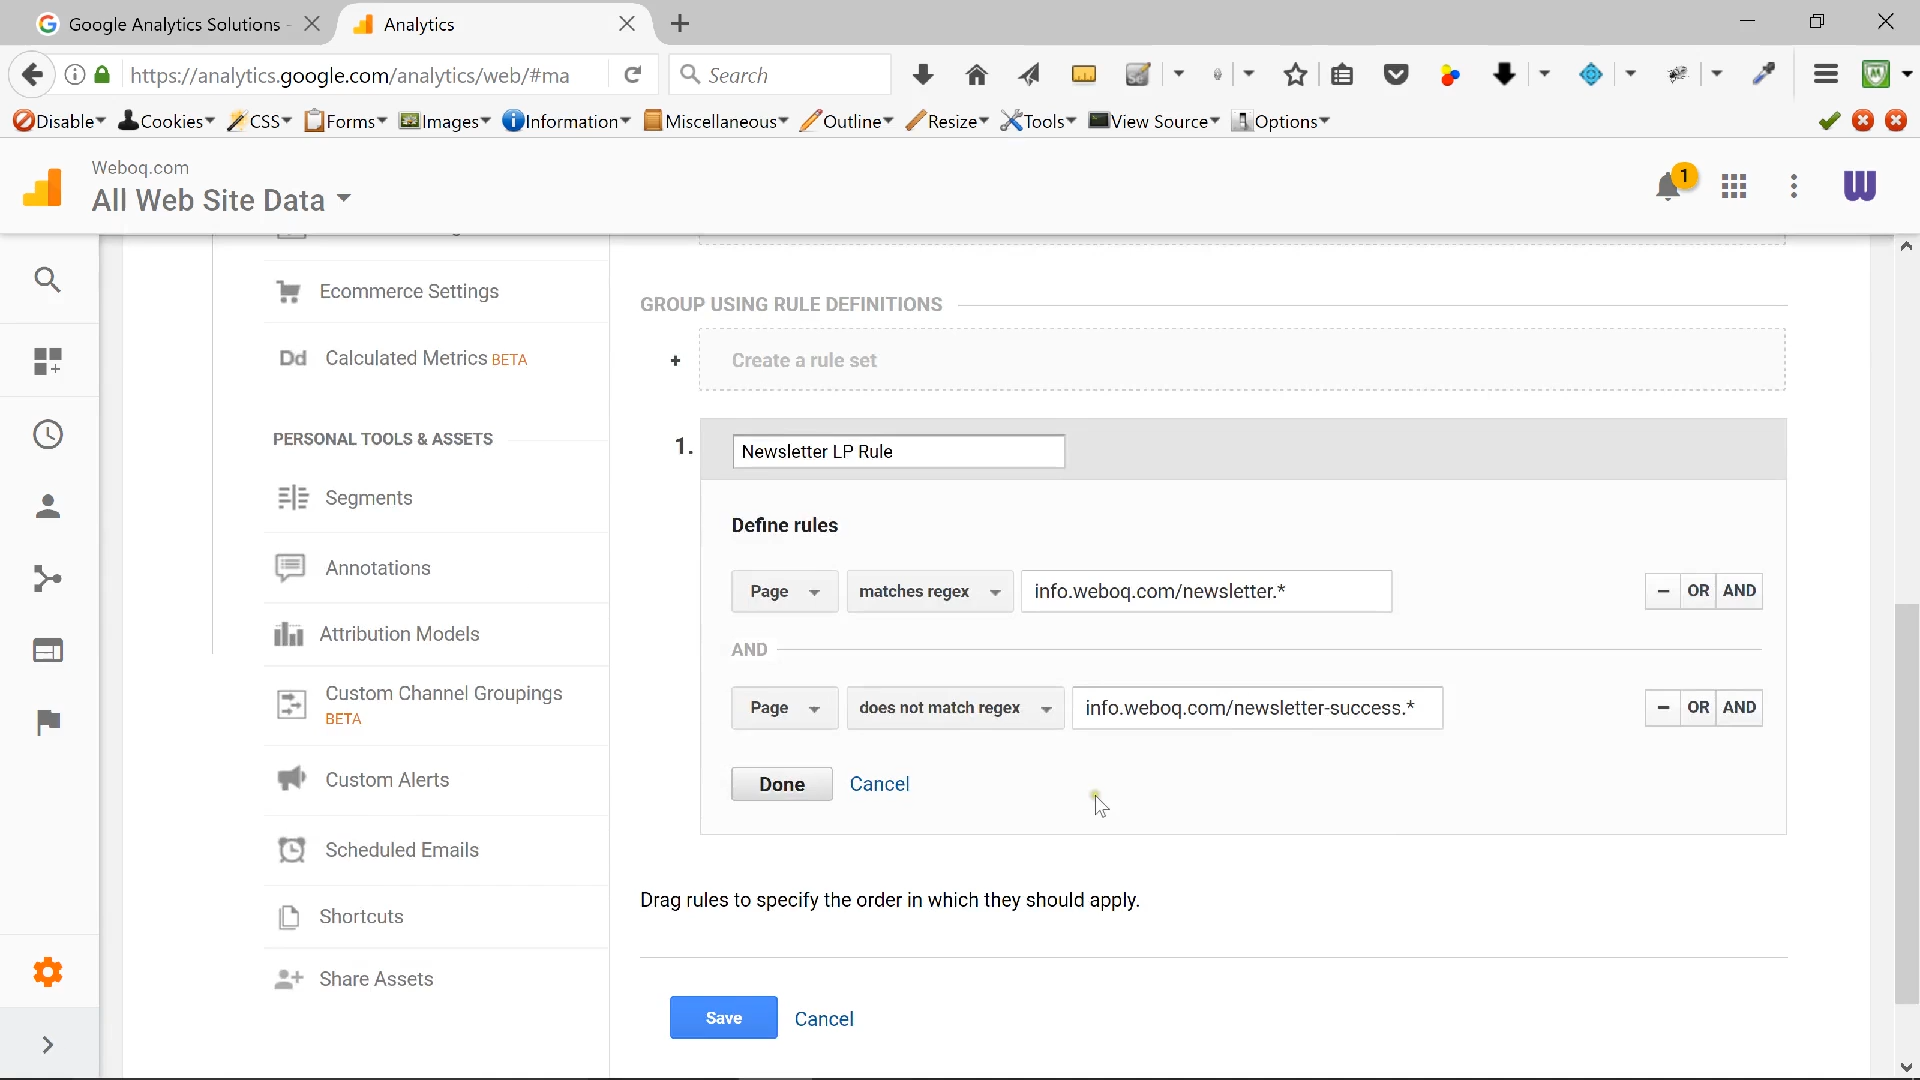 Google Analytics Solutions -
Analytics
https://analytics.google.com/analytics/web/#ma
Search
Disable
Cookies
CSS
Forms
Images
Information
Miscellaneous
Outline
Resize
Tools
View Source
Options
Weboq.com
All Web Site Data
1
Ecommerce Settings
Dd Calculated Metrics BETA
PERSONAL TOOLS & ASSETS
Segments
Annotations
Attribution Models
Custom Channel Groupings
BETA
Custom Alerts
Scheduled Emails
Shortcuts
Share Assets
GROUP USING RULE DEFINITIONS
+ Create a rule set
1. Newsletter LP Rule
Define rules
Page matches regex info.weboq.com/newsletter.* − OR AND
AND
Page does not match regex info.weboq.com/newsletter-success.* − OR AND
Done Cancel
Drag rules to specify the order in which they should apply.
Save Cancel